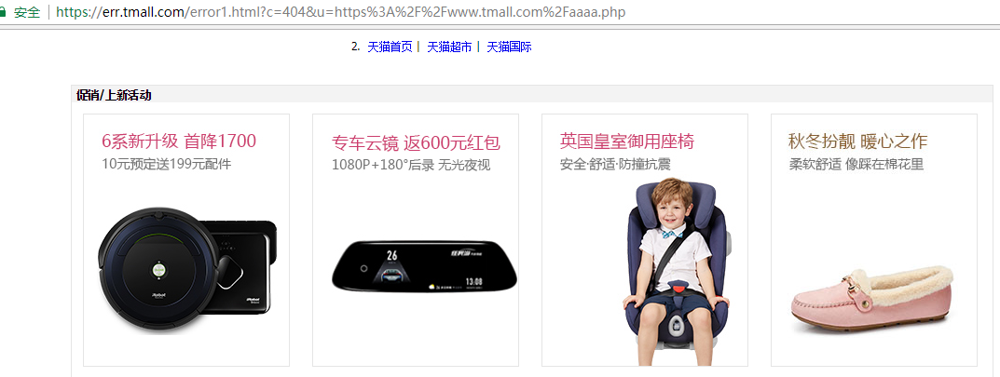 安全 https://err.tmall.com/error1.html?c=404&u=https%3A%2F%2Fwww.tmall.com%2Faaaa.php
2. 天猫首页 | 天猫超市 | 天猫国际
促销/上新活动
6系新升级 首降1700
10元预定送199元配件
专车云镜 返600元红包
1080P+180°后录 无光夜视
英国皇室御用座椅
安全·舒适·防撞抗震
秋冬扮靓 暖心之作
柔软舒适 像踩在棉花里
iRobot
iRobot
26
13:08